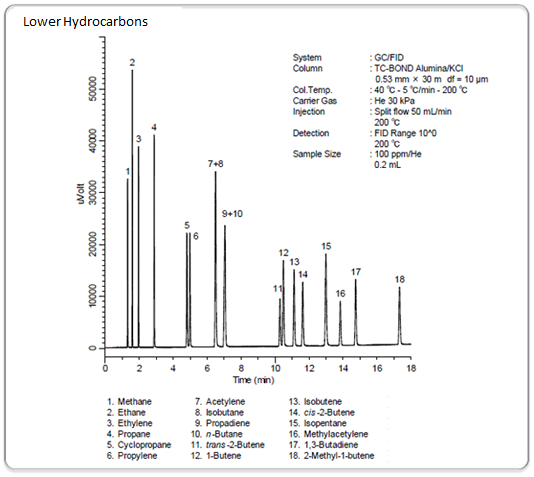 Lower Hydrocarbons
System : GC/FID
Column : TC-BOND Alumina/KCl
0.53 mm × 30 m df = 10 μm
Col.Temp. : 40 °C - 5 °C/min - 200 °C
Carrier Gas : He 30 kPa
Injection : Split flow 50 mL/min
200 °C
Detection : FID Range 10^0
200 °C
Sample Size : 100 ppm/He
0.2 mL
uVolt
50000
40000
30000
20000
10000
0
1
2
3
4
5
6
7+8
9+10
11
12
13
14
15
16
17
18
0 2 4 6 8 10 12 14 16 18
Time (min)
1. Methane
2. Ethane
3. Ethylene
4. Propane
5. Cyclopropane
6. Propylene
7. Acetylene
8. Isobutane
9. Propadiene
10. n-Butane
11. trans-2-Butene
12. 1-Butene
13. Isobutene
14. cis-2-Butene
15. Isopentane
16. Methylacetylene
17. 1,3-Butadiene
18. 2-Methyl-1-butene